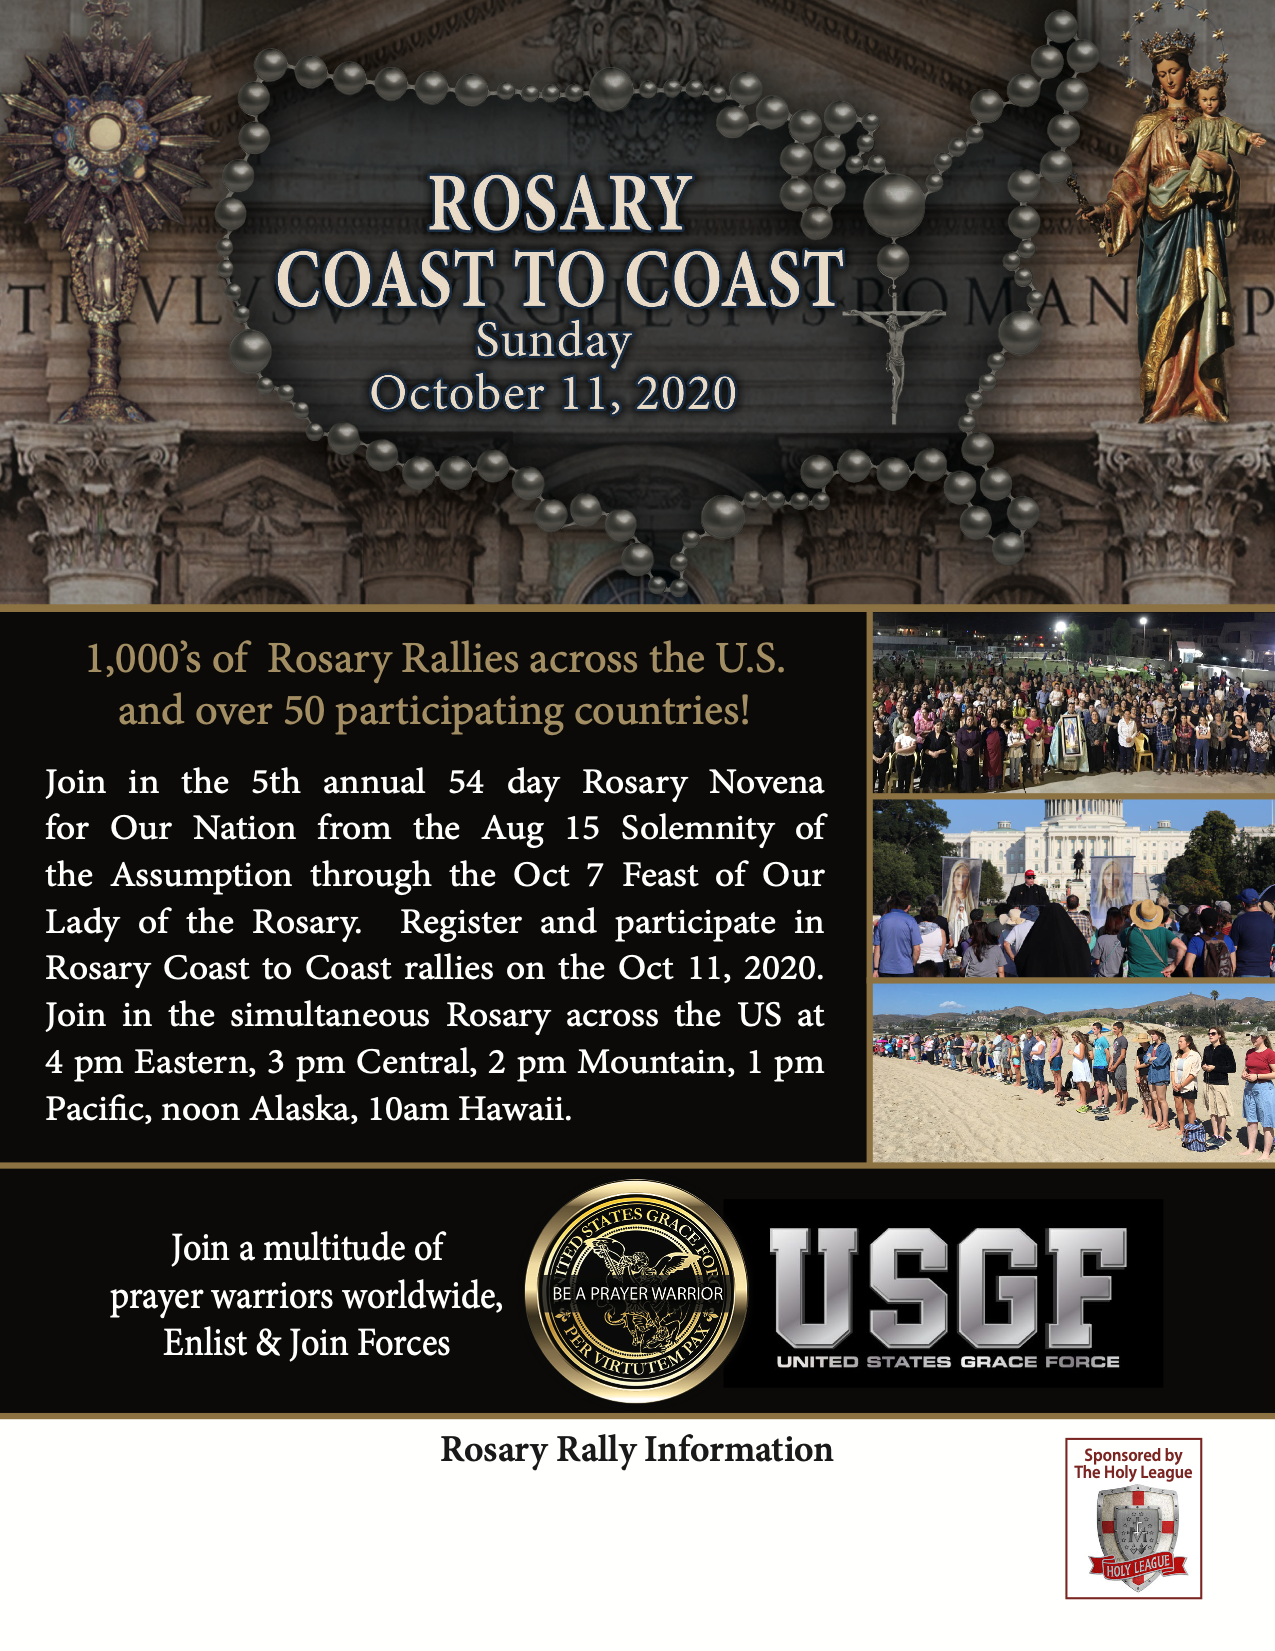 ROSARY
COAST TO COAST
Sunday
October 11, 2020
1,000’s of  Rosary Rallies across the U.S.
and over 50 participating countries!
Join in the 5th annual 54 day Rosary Novena
for Our Nation from the Aug 15 Solemnity of
the Assumption through the Oct 7 Feast of Our
Lady of the Rosary.  Register and participate in
Rosary Coast to Coast rallies on the Oct 11, 2020.
Join in the simultaneous Rosary across the US at
4 pm Eastern, 3 pm Central, 2 pm Mountain, 1 pm
Pacific, noon Alaska, 10am Hawaii.
Join a multitude of
prayer warriors worldwide,
Enlist & Join Forces
UNITED STATES GRACE FORCE
BE A PRAYER WARRIOR
PER VIRTUTEM PAX
USGF
UNITED STATES GRACE FORCE
Rosary Rally Information
Sponsored by
The Holy League
HOLY LEAGUE